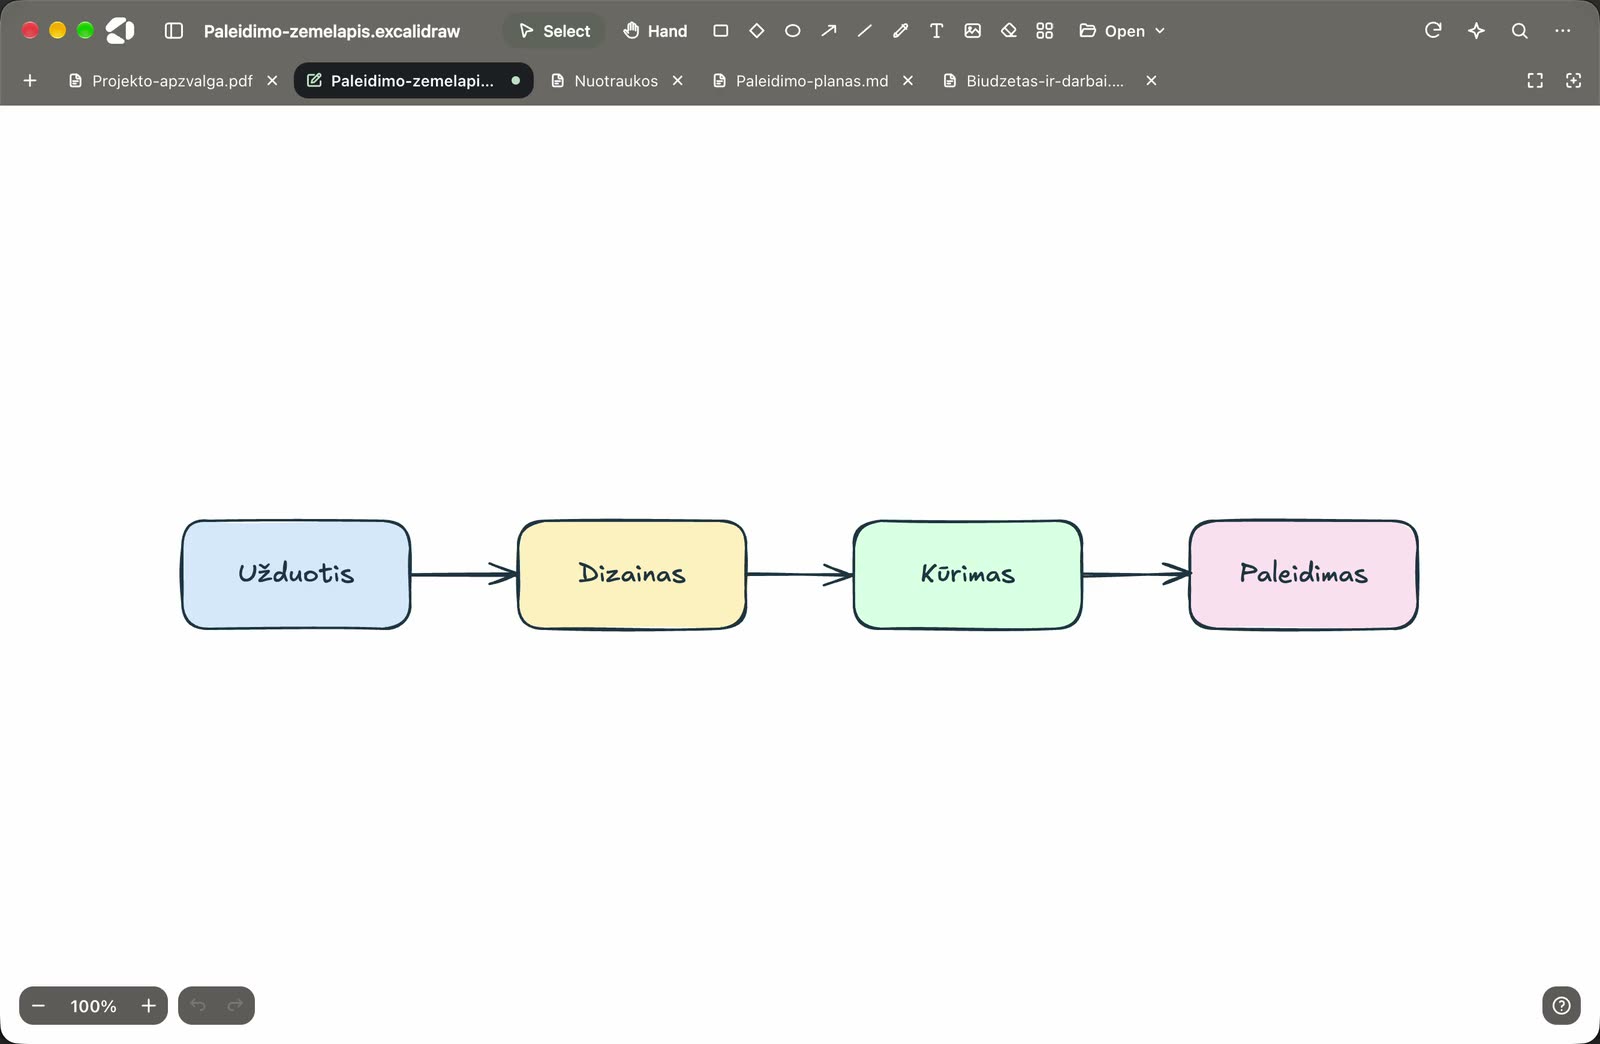 Paleidimo-zemelapis.excalidraw
Select
Hand
Open
Projekto-apzvalga.pdf
Paleidimo-zemelapi...
Nuotraukos
Paleidimo-planas.md
Biudzetas-ir-darbai....
Užduotis
Dizainas
Kūrimas
Paleidimas
100%